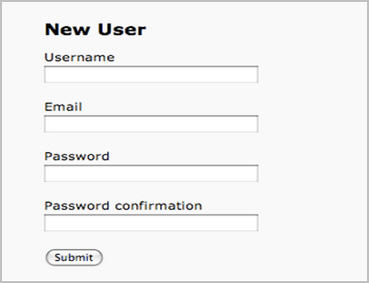 New User
Username
Email
Password
Password confirmation
Submit